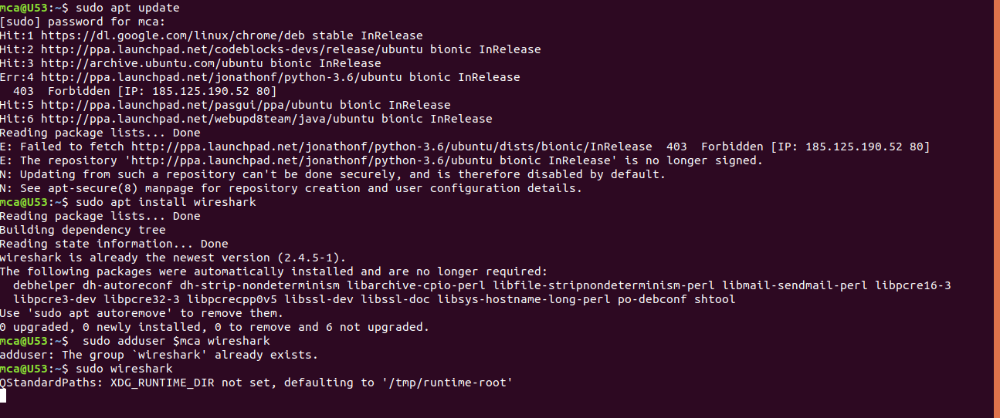 mca@U53:~$ sudo apt update
[sudo] password for mca:
Hit:1 https://dl.google.com/linux/chrome/deb stable InRelease
Hit:2 http://ppa.launchpad.net/codeblocks-devs/release/ubuntu bionic InRelease
Hit:3 http://archive.ubuntu.com/ubuntu bionic InRelease
Err:4 http://ppa.launchpad.net/jonathonf/python-3.6/ubuntu bionic InRelease
  403  Forbidden [IP: 185.125.190.52 80]
Hit:5 http://ppa.launchpad.net/pasgui/ppa/ubuntu bionic InRelease
Hit:6 http://ppa.launchpad.net/webupd8team/java/ubuntu bionic InRelease
Reading package lists... Done
E: Failed to fetch http://ppa.launchpad.net/jonathonf/python-3.6/ubuntu/dists/bionic/InRelease  403  Forbidden [IP: 185.125.190.52 80]
E: The repository 'http://ppa.launchpad.net/jonathonf/python-3.6/ubuntu bionic InRelease' is no longer signed.
N: Updating from such a repository can't be done securely, and is therefore disabled by default.
N: See apt-secure(8) manpage for repository creation and user configuration details.
mca@U53:~$ sudo apt install wireshark
Reading package lists... Done
Building dependency tree
Reading state information... Done
wireshark is already the newest version (2.4.5-1).
The following packages were automatically installed and are no longer required:
  debhelper dh-autoreconf dh-strip-nondeterminism libarchive-cpio-perl libfile-stripnondeterminism-perl libmail-sendmail-perl libpcre16-3
  libpcre3-dev libpcre32-3 libpcrecpp0v5 libssl-dev libssl-doc libsys-hostname-long-perl po-debconf shtool
Use 'sudo apt autoremove' to remove them.
0 upgraded, 0 newly installed, 0 to remove and 6 not upgraded.
mca@U53:~$  sudo adduser $mca wireshark
adduser: The group `wireshark' already exists.
mca@U53:~$ sudo wireshark
QStandardPaths: XDG_RUNTIME_DIR not set, defaulting to '/tmp/runtime-root'